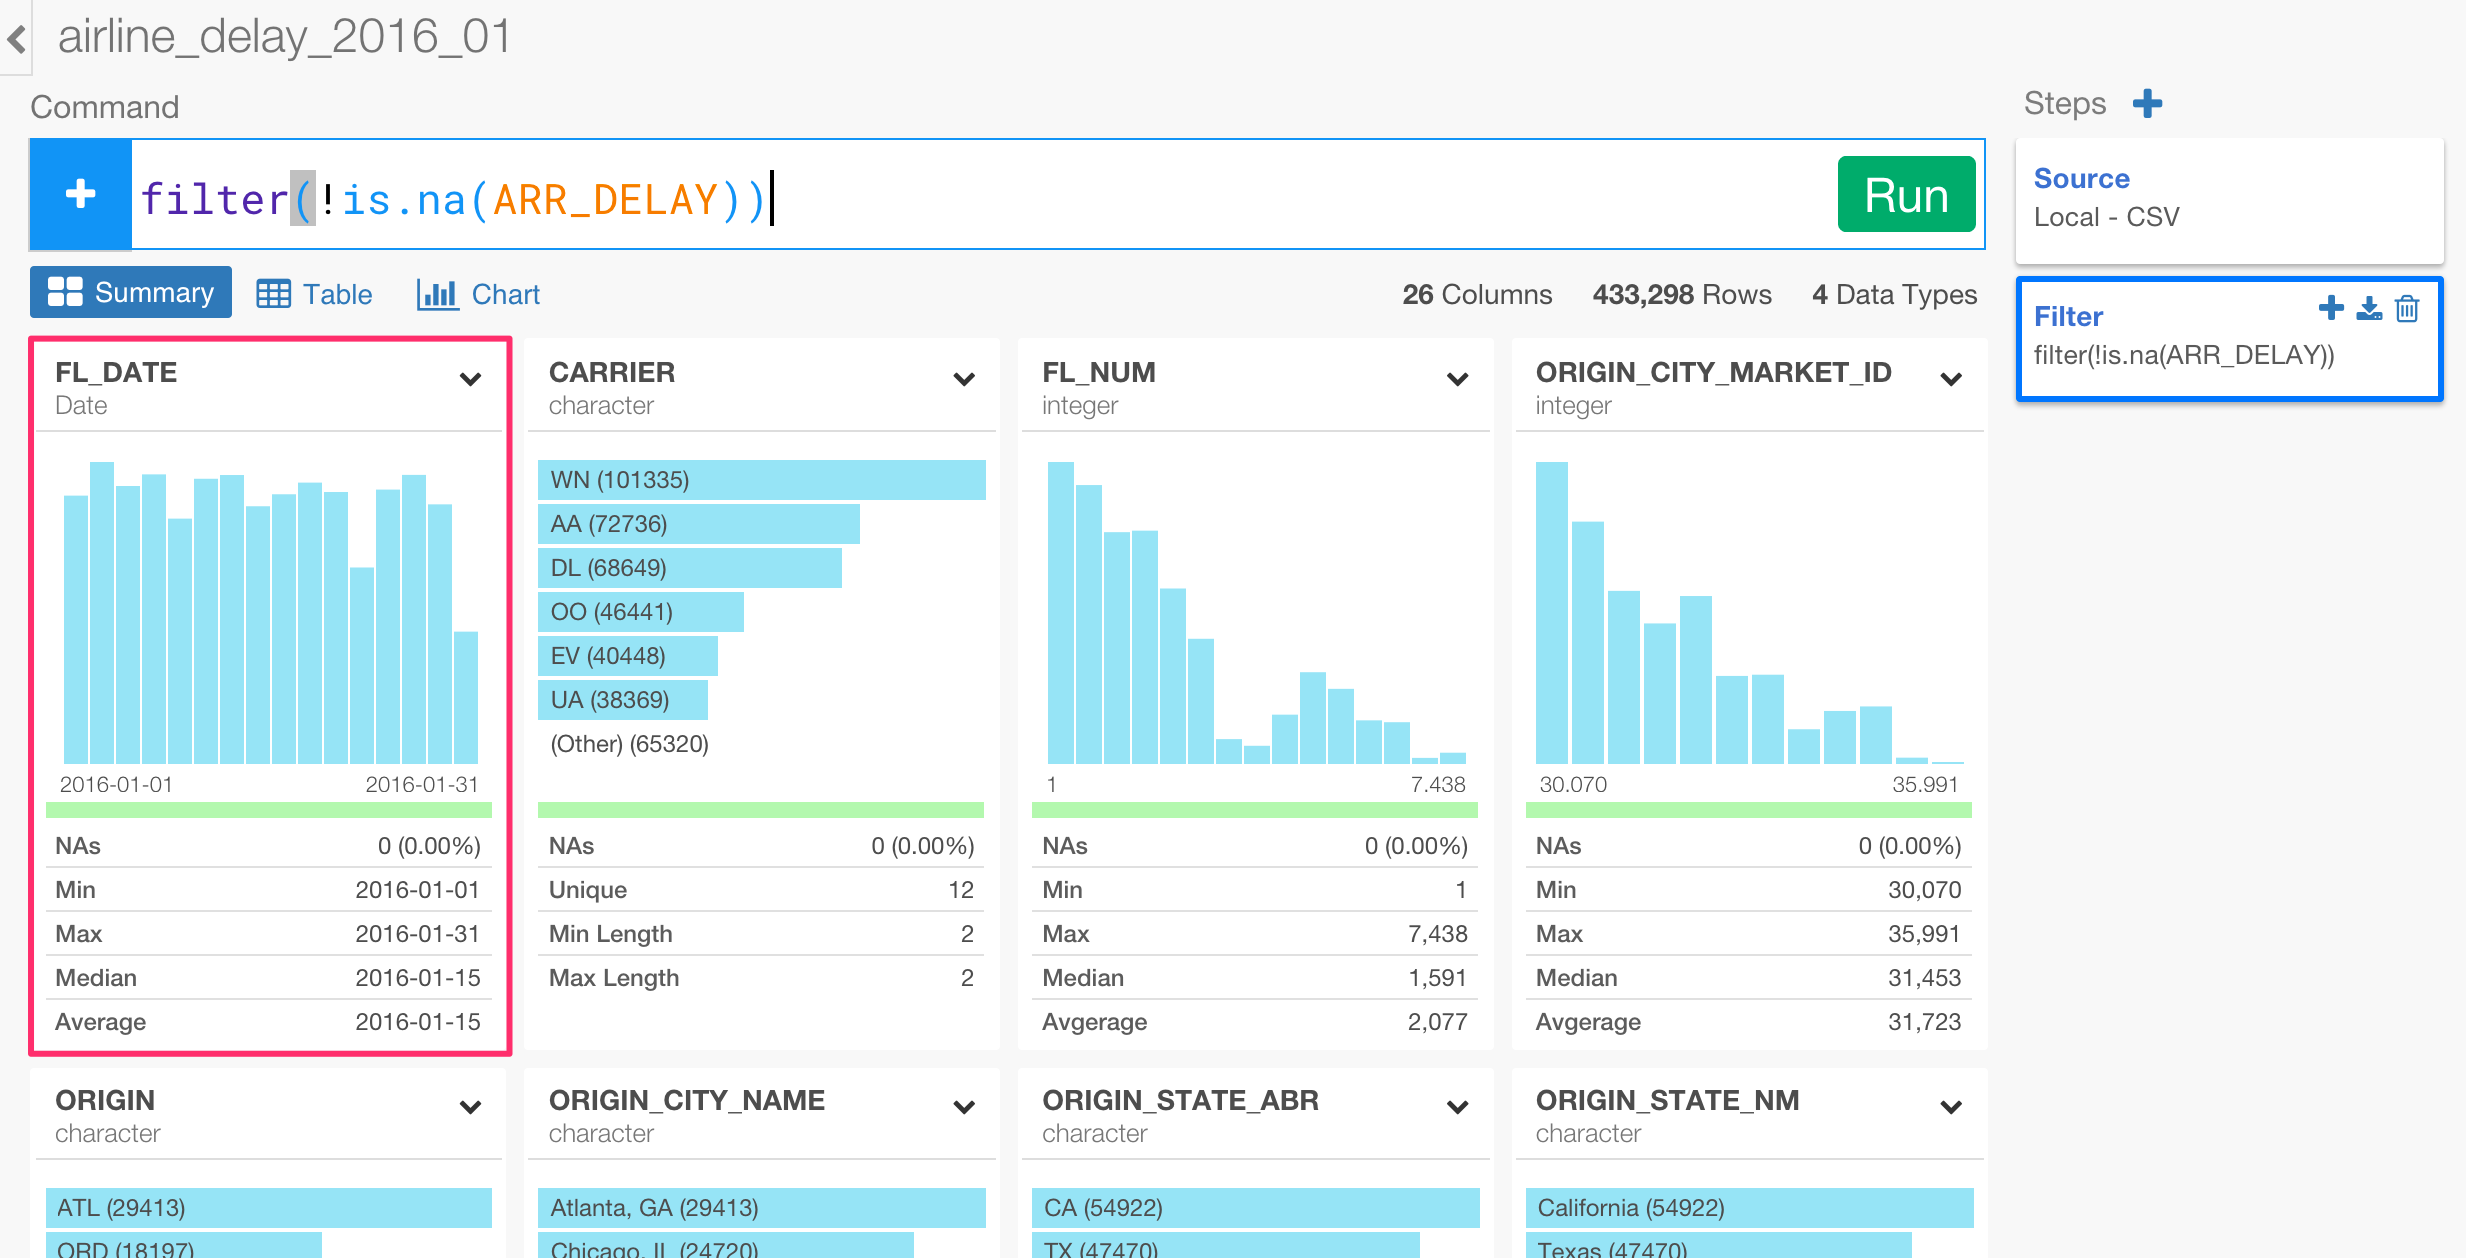 airline_delay_2016_01
Command
Steps
filter(!is.na(ARR_DELAY))
Run
Source
Local - CSV
Summary
Table
Chart
26 Columns
433,298 Rows
4 Data Types
Filter
filter(!is.na(ARR_DELAY))
FL_DATE
Date
2016-01-01
2016-01-31
NAs 0 (0.00%)
Min 2016-01-01
Max 2016-01-31
Median 2016-01-15
Average 2016-01-15
CARRIER
character
WN (101335)
AA (72736)
DL (68649)
OO (46441)
EV (40448)
UA (38369)
(Other) (65320)
NAs 0 (0.00%)
Unique 12
Min Length 2
Max Length 2
FL_NUM
integer
1
7.438
NAs 0 (0.00%)
Min 1
Max 7,438
Median 1,591
Avgerage 2,077
ORIGIN_CITY_MARKET_ID
integer
30.070
35.991
NAs 0 (0.00%)
Min 30,070
Max 35,991
Median 31,453
Avgerage 31,723
ORIGIN
character
ATL (29413)
ORD (18197)
ORIGIN_CITY_NAME
character
Atlanta, GA (29413)
Chicago, IL (24720)
ORIGIN_STATE_ABR
character
CA (54922)
TX (47470)
ORIGIN_STATE_NM
character
California (54922)
Texas (47470)